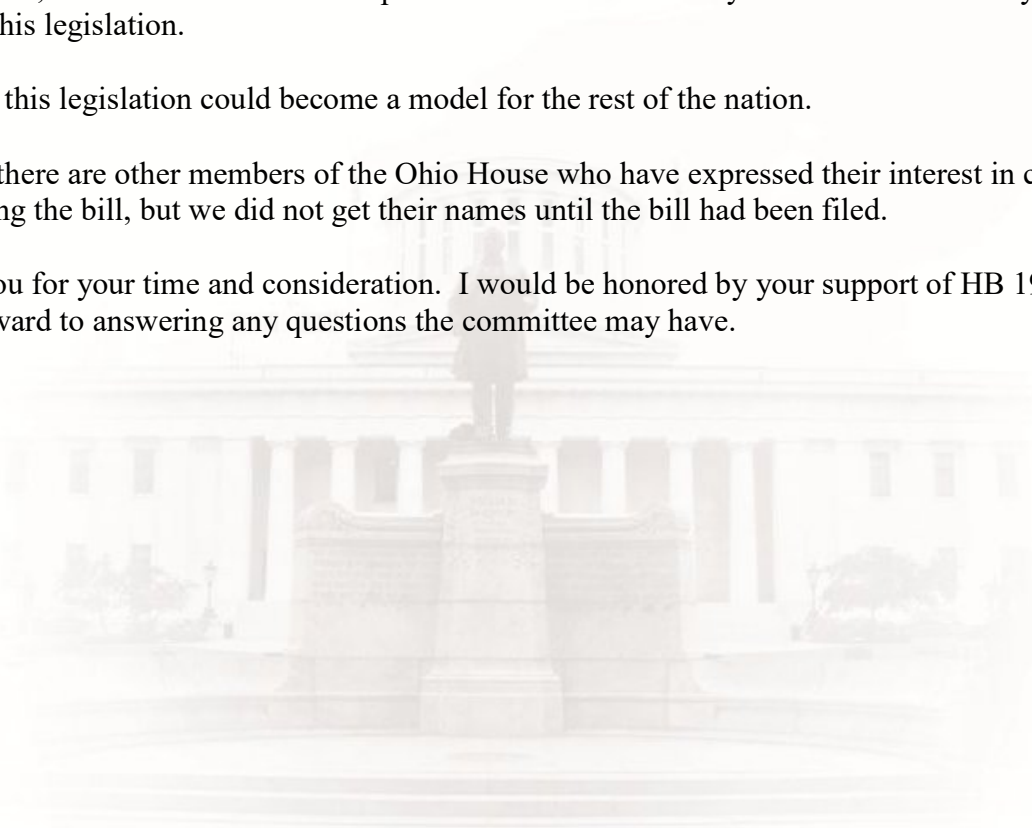 his legislation.
this legislation could become a model for the rest of the nation.
there are other members of the Ohio House who have expressed their interest in c
ng the bill, but we did not get their names until the bill had been filed.
ou for your time and consideration.  I would be honored by your support of HB 19
ward to answering any questions the committee may have.